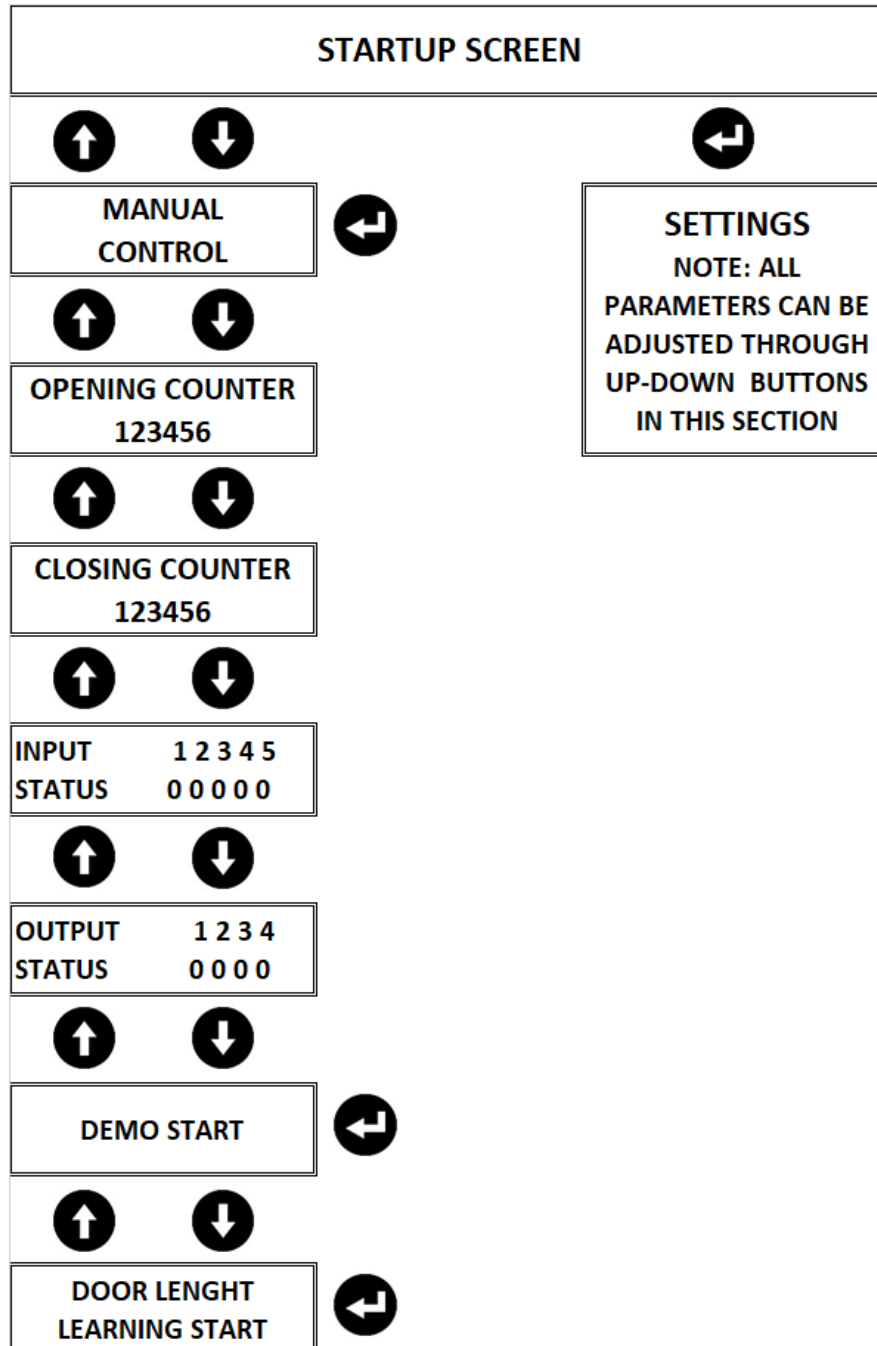 STARTUP SCREEN
MANUAL
CONTROL
SETTINGS
NOTE: ALL
PARAMETERS CAN BE
ADJUSTED THROUGH
UP-DOWN BUTTONS
IN THIS SECTION
OPENING COUNTER
123456
CLOSING COUNTER
123456
INPUT 1 2 3 4 5
STATUS 0 0 0 0 0
OUTPUT 1 2 3 4
STATUS 0 0 0 0
DEMO START
DOOR LENGHT
LEARNING START